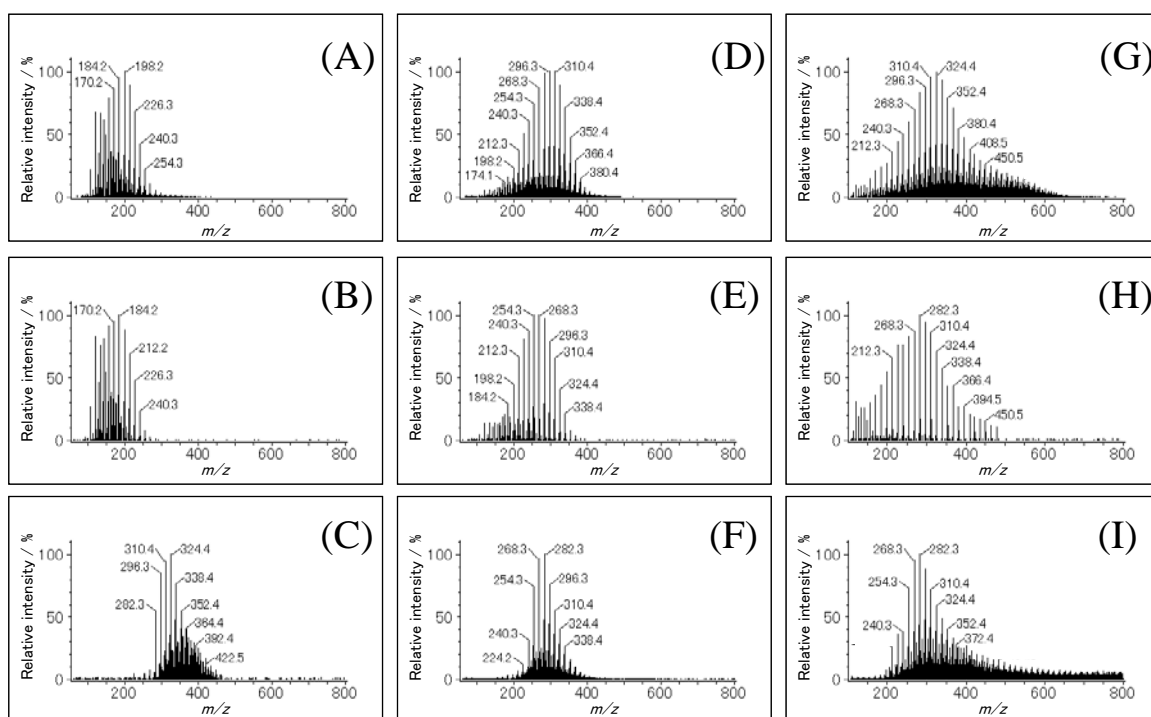 (A)
Relative intensity / %
100
50
0
184.2
198.2
170.2
226.3
240.3
254.3
200 400 600 800
m/z
(D)
Relative intensity / %
100
50
0
296.3
310.4
268.3
254.3
338.4
240.3
352.4
212.3
366.4
198.2
380.4
174.1
200 400 600 800
m/z
(G)
Relative intensity / %
100
50
0
310.4
324.4
296.3
352.4
268.3
380.4
240.3
408.5
212.3
450.5
200 400 600 800
m/z
(B)
Relative intensity / %
100
50
0
170.2
184.2
212.2
226.3
240.3
200 400 600 800
m/z
(E)
Relative intensity / %
100
50
0
254.3
268.3
240.3
296.3
212.3
310.4
198.2
324.4
184.2
338.4
200 400 600 800
m/z
(H)
Relative intensity / %
100
50
0
282.3
268.3
310.4
212.3
324.4
338.4
366.4
394.5
450.5
200 400 600 800
m/z
(C)
Relative intensity / %
100
50
0
310.4
324.4
296.3
338.4
282.3
352.4
364.4
392.4
422.5
200 400 600 800
m/z
(F)
Relative intensity / %
100
50
0
268.3
282.3
254.3
296.3
310.4
240.3
324.4
224.2
338.4
200 400 600 800
m/z
(I)
Relative intensity / %
100
50
0
268.3
282.3
254.3
310.4
324.4
240.3
352.4
372.4
200 400 600 800
m/z